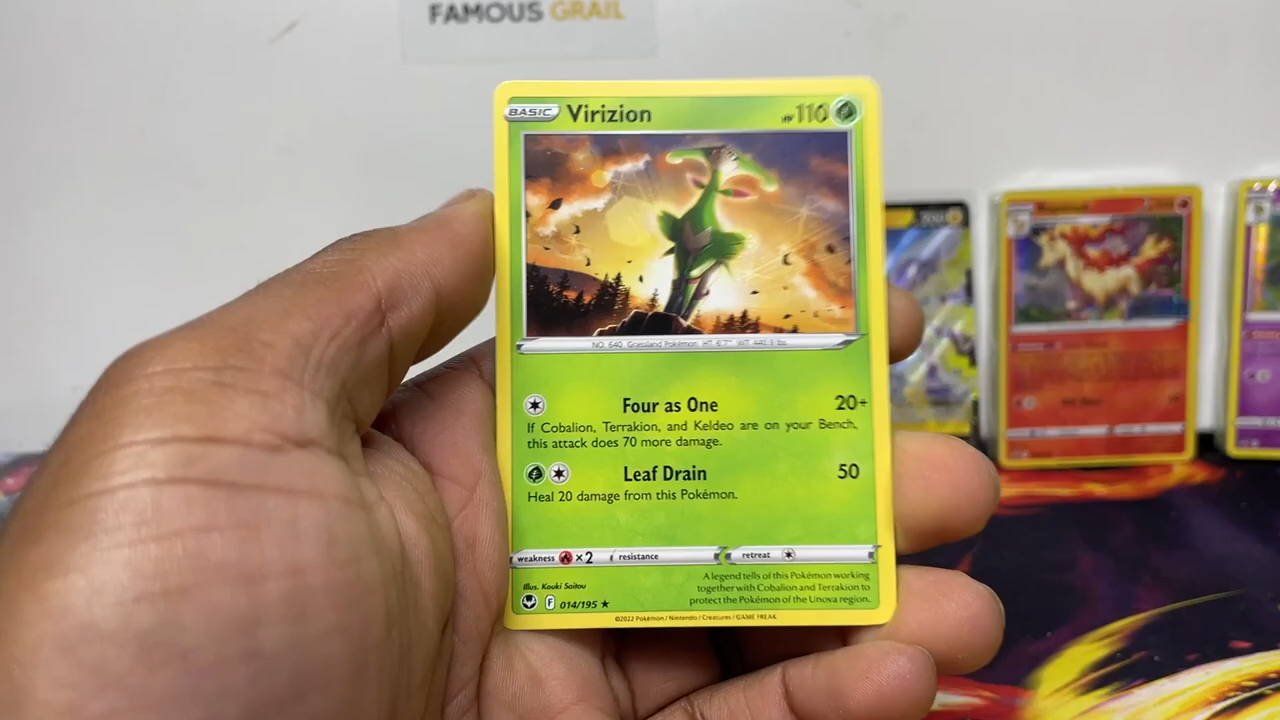 FAMOUS GRAIL
BASIC Virizion HP 110
NO. 640 Grassland Pokémon HT: 6'7" WT: 440.9 lbs.
Four as One 20+
If Cobalion, Terrakion, and Keldeo are on your Bench,
this attack does 70 more damage.
Leaf Drain 50
Heal 20 damage from this Pokémon.
weakness ×2 resistance retreat
Illus. Kouki Saitou
A legend tells of this Pokémon working
together with Cobalion and Terrakion to
protect the Pokémon of the Unova region.
F 014/195 ★
©2022 Pokémon / Nintendo / Creatures / GAME FREAK